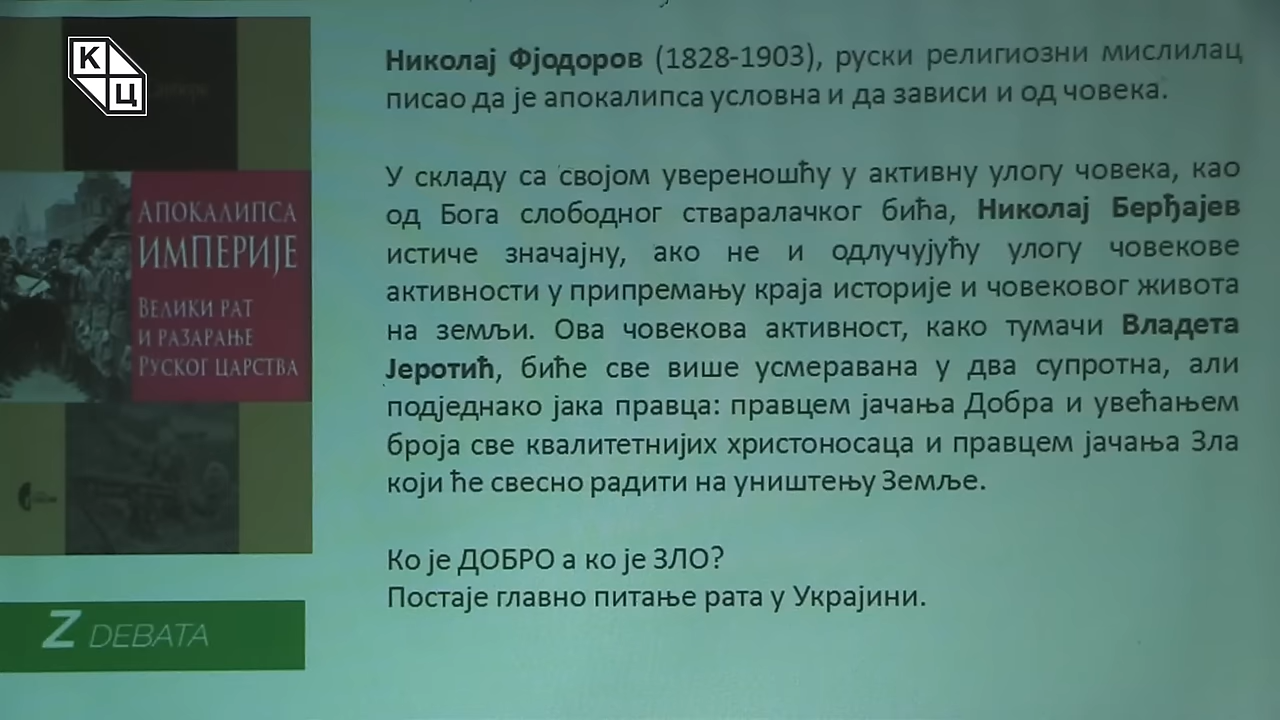 К
Ц
АПОКАЛИПСА
ИМПЕРИЈЕ
ВЕЛИКИ РАТ
И РАЗАРАЊЕ
РУСКОГ ЦАРСТВА
Z DEBATA
Николај Фјодоров (1828-1903), руски религиозни мислилац
писао да је апокалипса условна и да зависи и од човека.
У складу са својом увереношћу у активну улогу човека, као
од Бога слободног стваралачког бића, Николај Берђајев
истиче значајну, ако не и одлучујућу улогу човекове
активности у припремању краја историје и човековог живота
на земљи. Ова човекова активност, како тумачи Владета
Јеротић, биће све више усмеравана у два супротна, али
подједнако јака правца: правцем јачања Добра и увећањем
броја све квалитетнијих христоносаца и правцем јачања Зла
који ће свесно радити на уништењу Земље.
Ко је ДОБРО а ко је ЗЛО?
Постаје главно питање рата у Украјини.